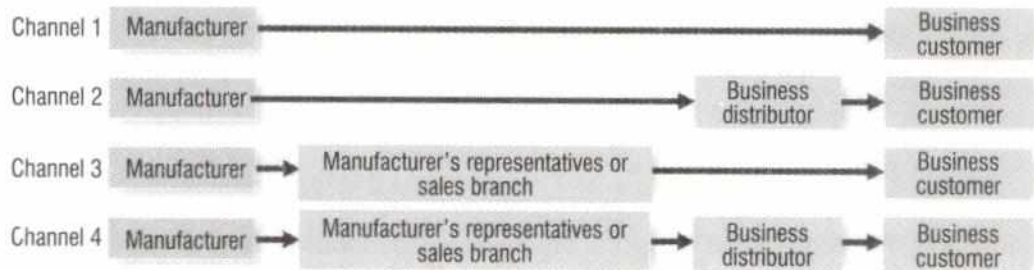 Channel 1 Manufacturer Business
customer
Channel 2 Manufacturer Business
distributor Business
customer
Channel 3 Manufacturer Manufacturer's representatives or
sales branch Business
customer
Channel 4 Manufacturer Manufacturer's representatives or
sales branch Business
distributor Business
customer